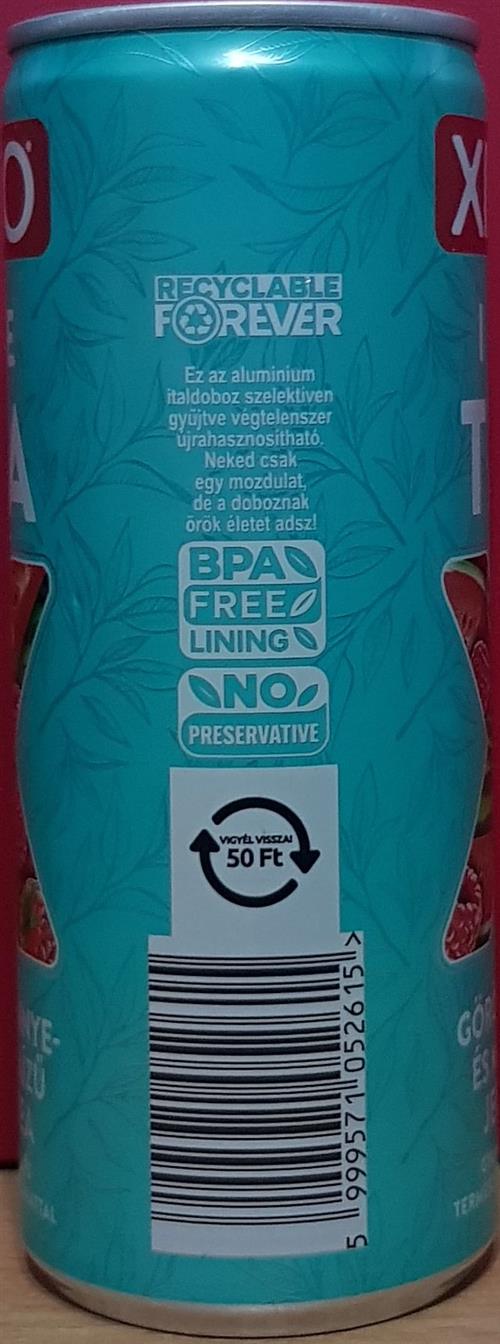 RECYCLABLE
FOREVER
Ez az alumínium
italdoboz szelektíven
gyűjtve végtelenszer
újrahasznosítható.
Neked csak
egy mozdulat,
de a doboznak
örök életet adsz!
BPA
FREE
LINING
NO
PRESERVATIVE
VIGYÉL VISSZA!
50 Ft
5 999571 052615 >